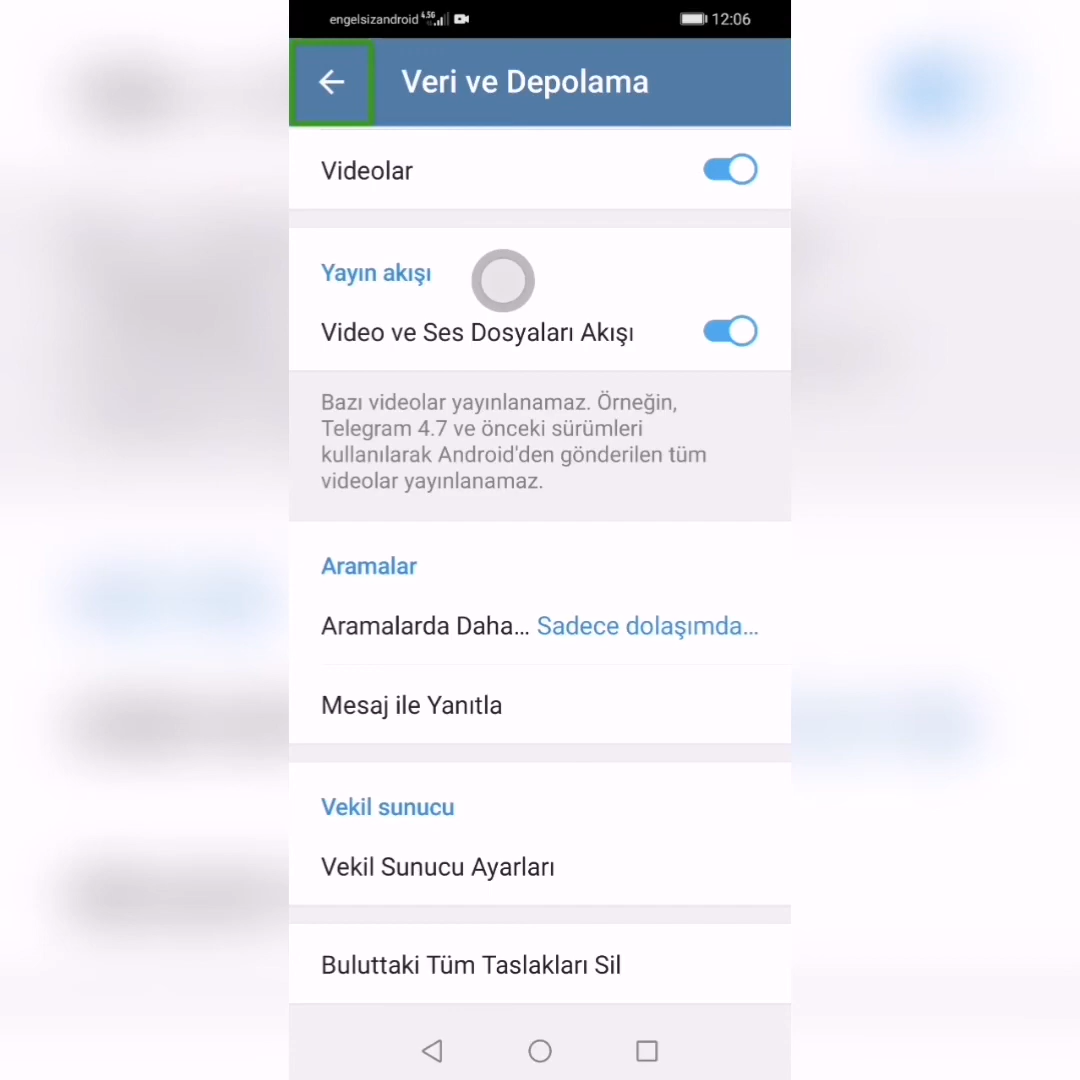 engelsizandroid 4.5G 12:06
Veri ve Depolama
Videolar
Yayın akışı
Video ve Ses Dosyaları Akışı
Bazı videolar yayınlanamaz. Örneğin,
Telegram 4.7 ve önceki sürümleri
kullanılarak Android'den gönderilen tüm
videolar yayınlanamaz.
Aramalar
Aramalarda Daha... Sadece dolaşımda...
Mesaj ile Yanıtla
Vekil sunucu
Vekil Sunucu Ayarları
Buluttaki Tüm Taslakları Sil